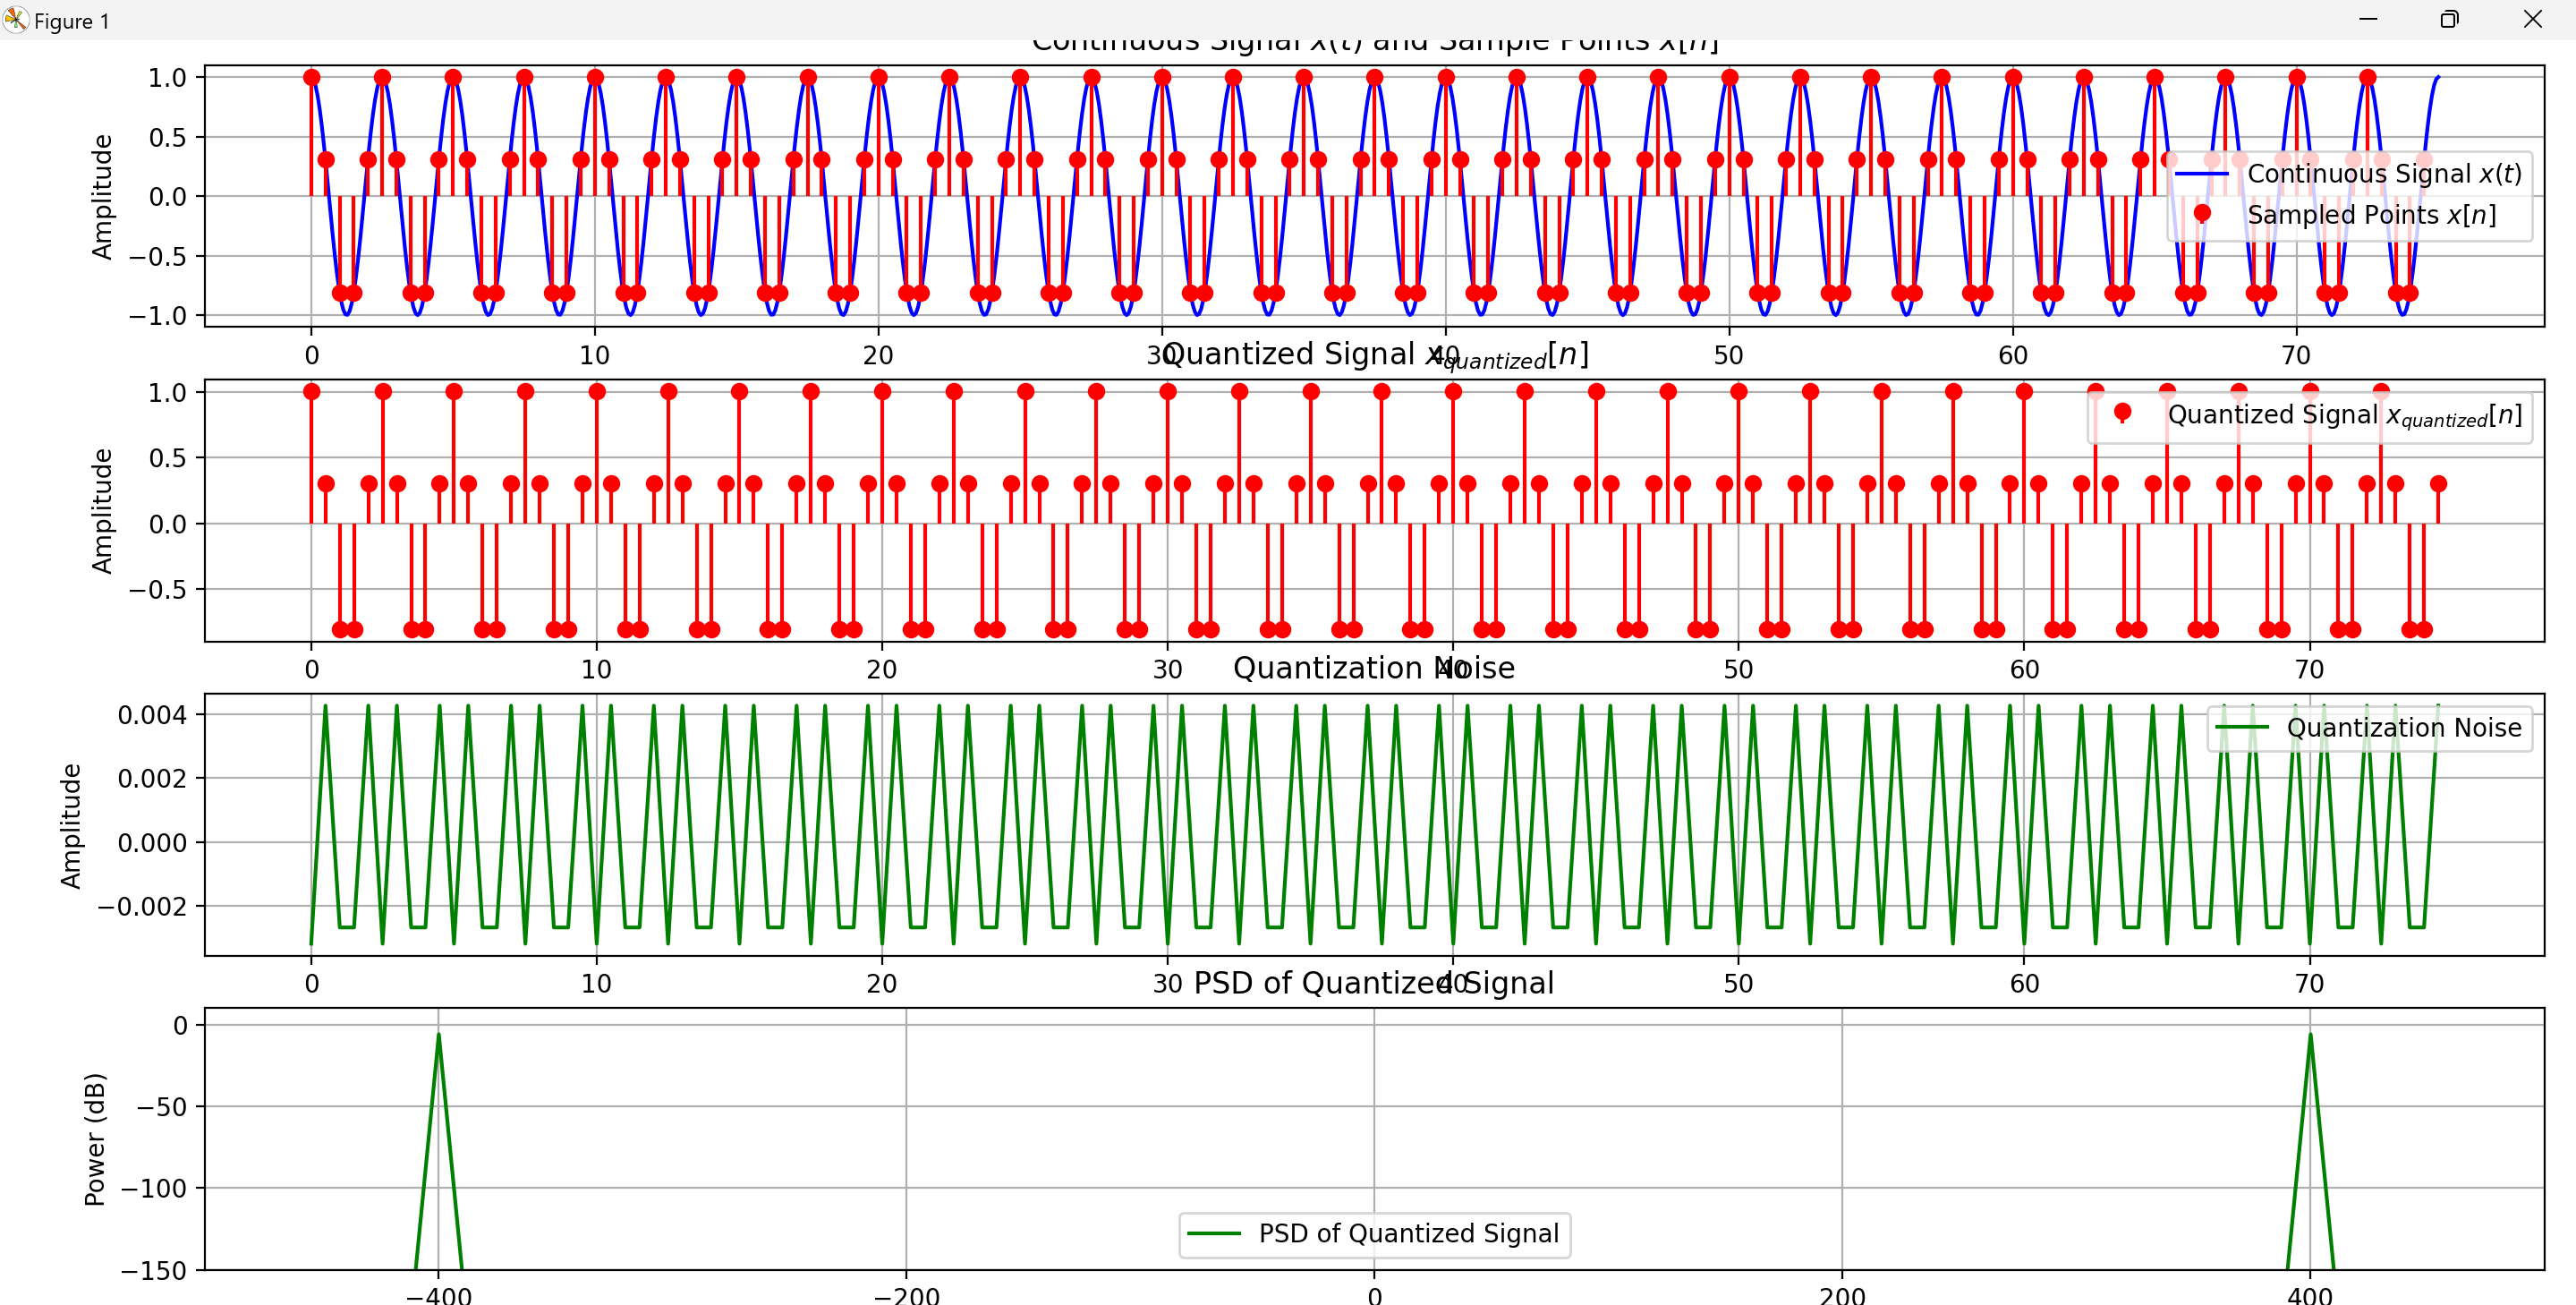 Figure 1
Continuous Signal x(t) and Sample Points x[n]
Amplitude
1.0
0.5
0.0
−0.5
−1.0
Continuous Signal x(t)
Sampled Points x[n]
0 10 20 30 40 50 60 70
Quantized Signal x_quantized[n]
Amplitude
1.0
0.5
0.0
−0.5
Quantized Signal x_quantized[n]
0 10 20 30 40 50 60 70
Quantization Noise
Amplitude
0.004
0.002
0.000
−0.002
Quantization Noise
0 10 20 30 40 50 60 70
PSD of Quantized Signal
Power (dB)
0
−50
−100
−150
PSD of Quantized Signal
−400 −200 0 200 400